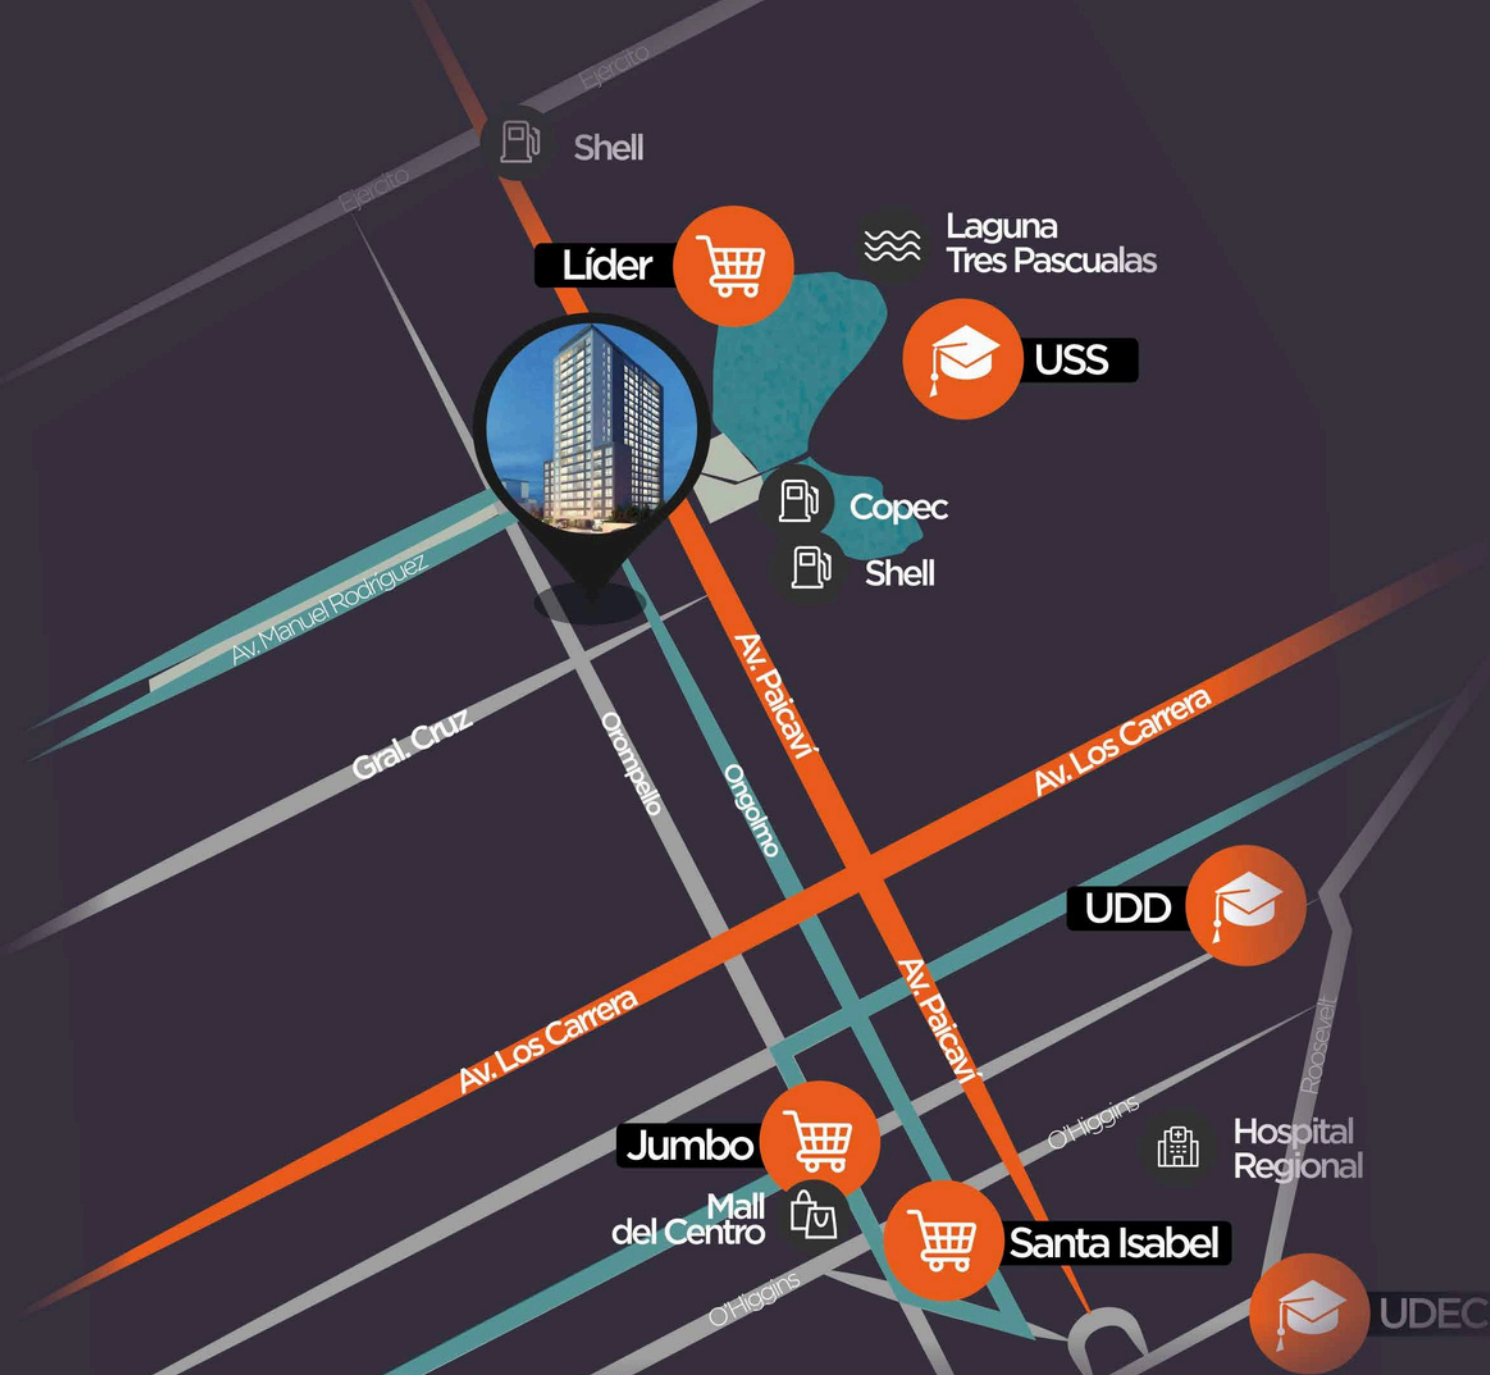 Ejercito
Shell
Ejercito
Laguna
Tres Pascualas
Líder
USS
Copec
Shell
Av. Manuel Rodríguez
Av. Paicaví
Gral. Cruz
Orompello
Ongolmo
Av. Los Carrera
UDD
Av. Paicaví
Av. Los Carrera
Roosevelt
O'Higgins
Hospital
Regional
Jumbo
Mall
del Centro
Santa Isabel
O'Higgins
UDEC